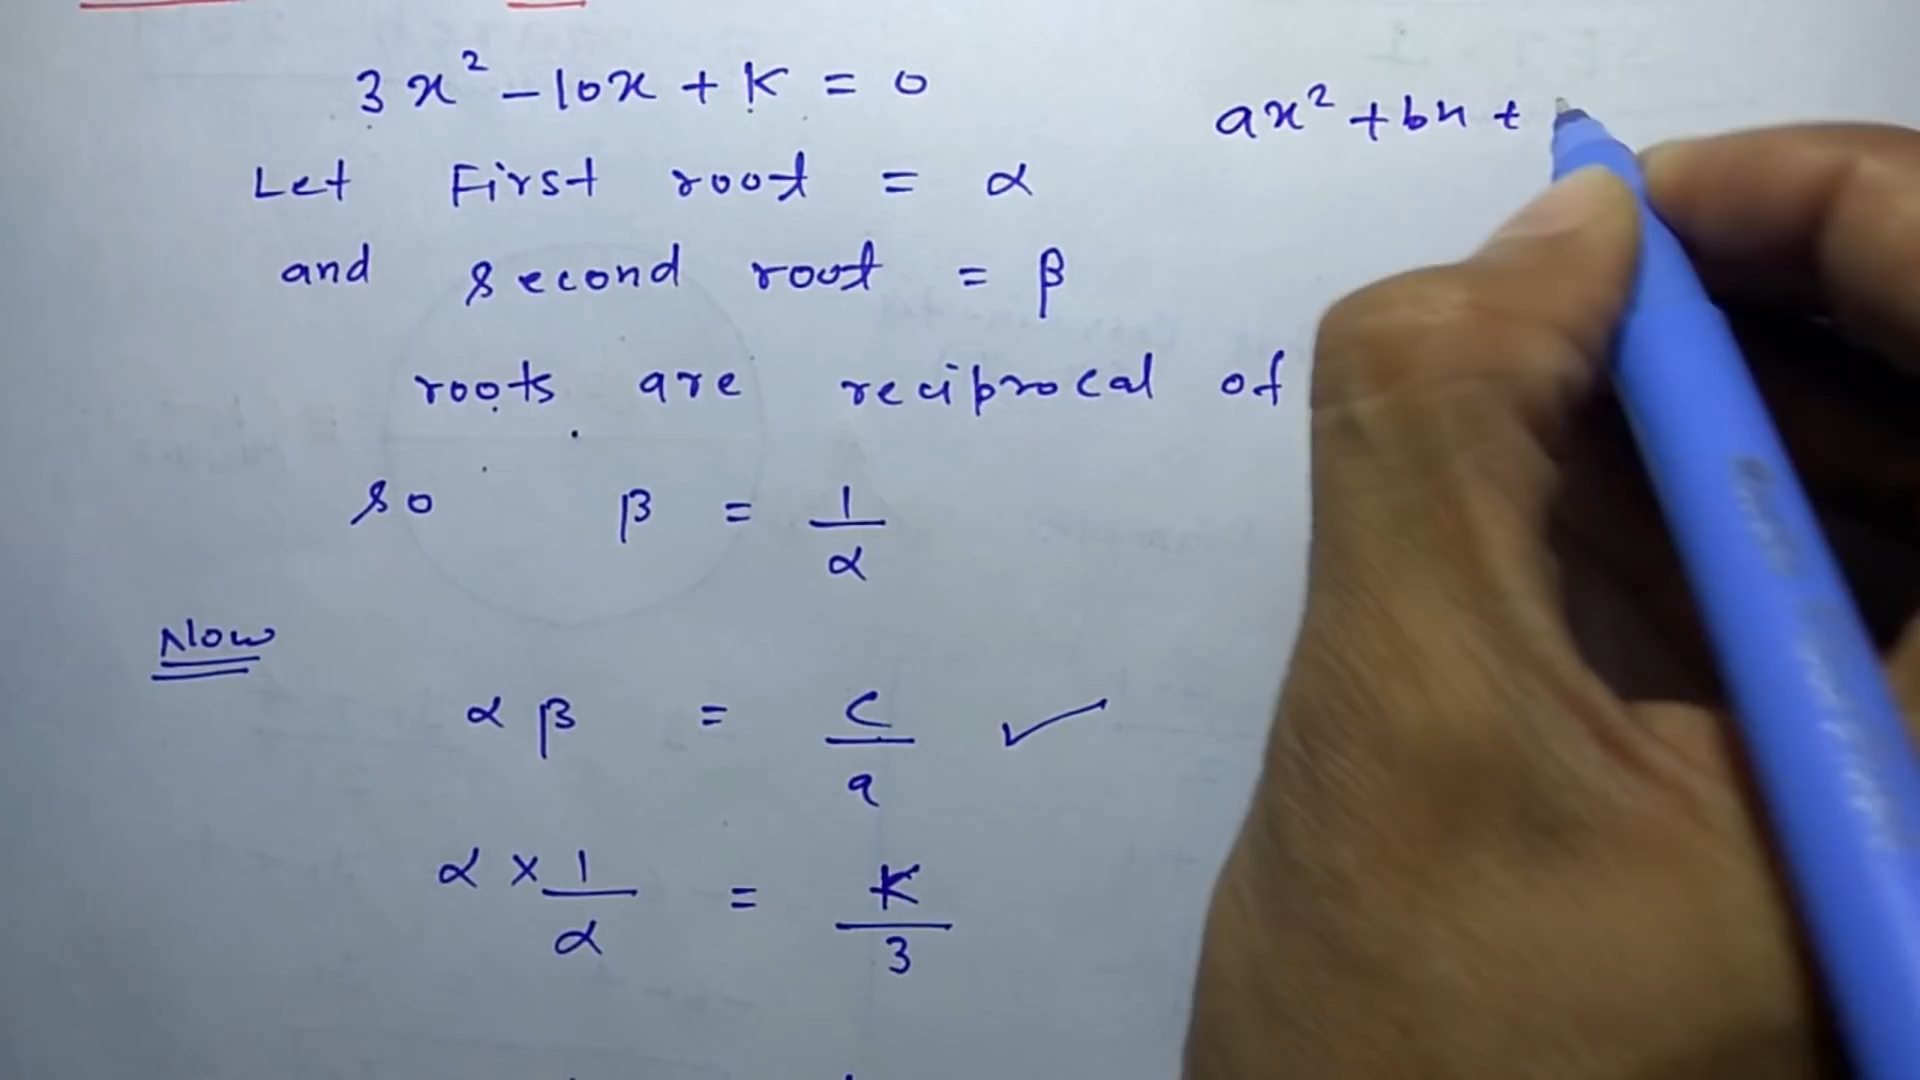 3x² - 10x + K = 0
ax² + bx +
Let First root = α
and second root = β
roots are reciprocal of
so β = 1/α
Now
αβ = c/a ✓
α × 1/α = K/3